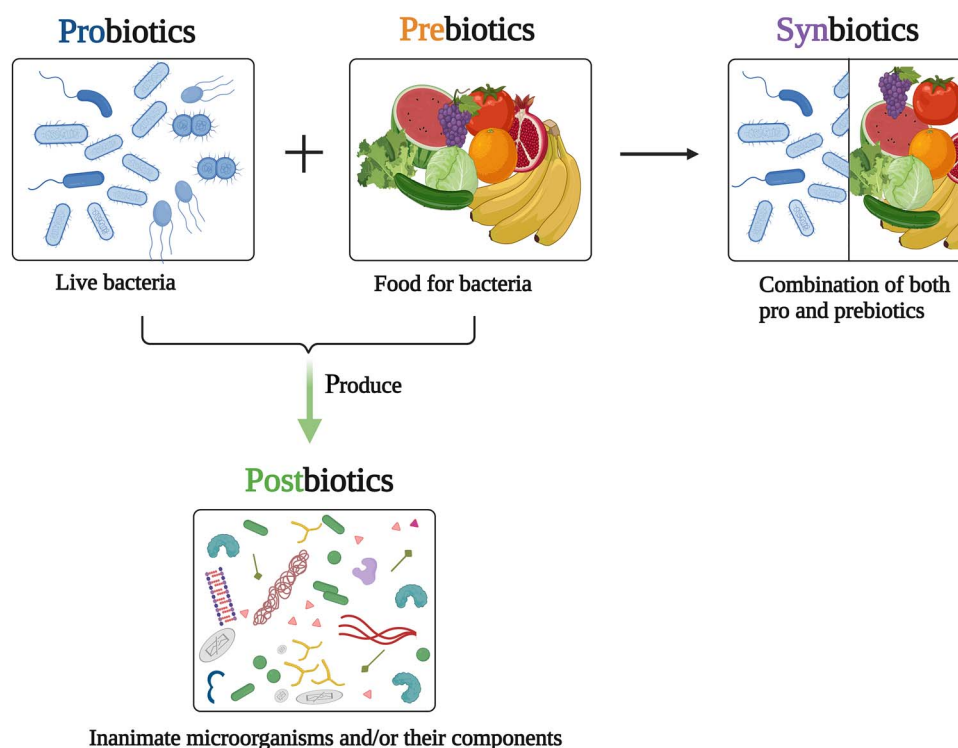 Probiotics
Prebiotics
Synbiotics
Live bacteria
Food for bacteria
Combination of both
pro and prebiotics
Produce
Postbiotics
Inanimate microorganisms and/or their components